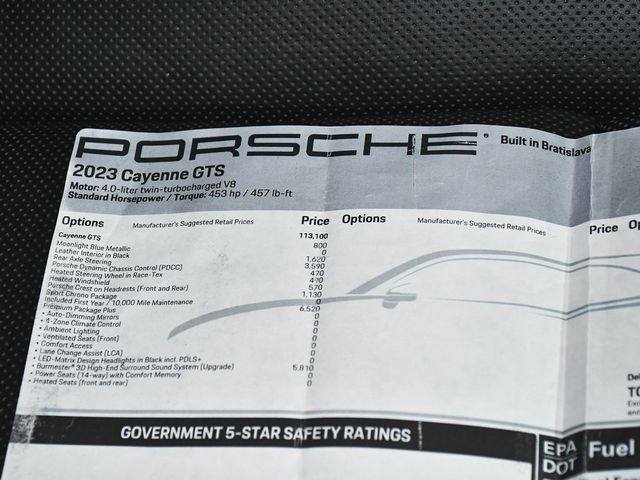 PORSCHE®
Built in Bratislava
2023 Cayenne GTS
Motor: 4.0-liter twin-turbocharged V8
Standard Horsepower / Torque: 453 hp / 457 lb-ft
Options Manufacturer's Suggested Retail Prices Price Options Manufacturer's Suggested Retail Prices Price Op
Cayenne GTS 113,100
Moonlight Blue Metallic 800
Leather Interior in Black 0
Rear Axle Steering 1,620
Porsche Dynamic Chassis Control (PDCC) 3,590
Heated Steering Wheel in Race-Tex 470
Heated Windshield 490
Porsche Crest on Headrests (Front and Rear) 570
Sport Chrono Package 1,130
Included First Year / 10,000 Mile Maintenance 0
Premium Package Plus 6,520
• Auto-Dimming Mirrors 0
• 4-Zone Climate Control 0
• Ambient Lighting 0
• Ventilated Seats (Front) 0
• Comfort Access 0
• Lane Change Assist (LCA) 0
• LED-Matrix Design Headlights in Black incl. PDLS+ 0
• Burmester® 3D High-End Surround Sound System (Upgrade) 5,810
• Power Seats (14-way) with Comfort Memory 0
• Heated Seats (front and rear) 0
GOVERNMENT 5-STAR SAFETY RATINGS
EPA
DOT
Fuel